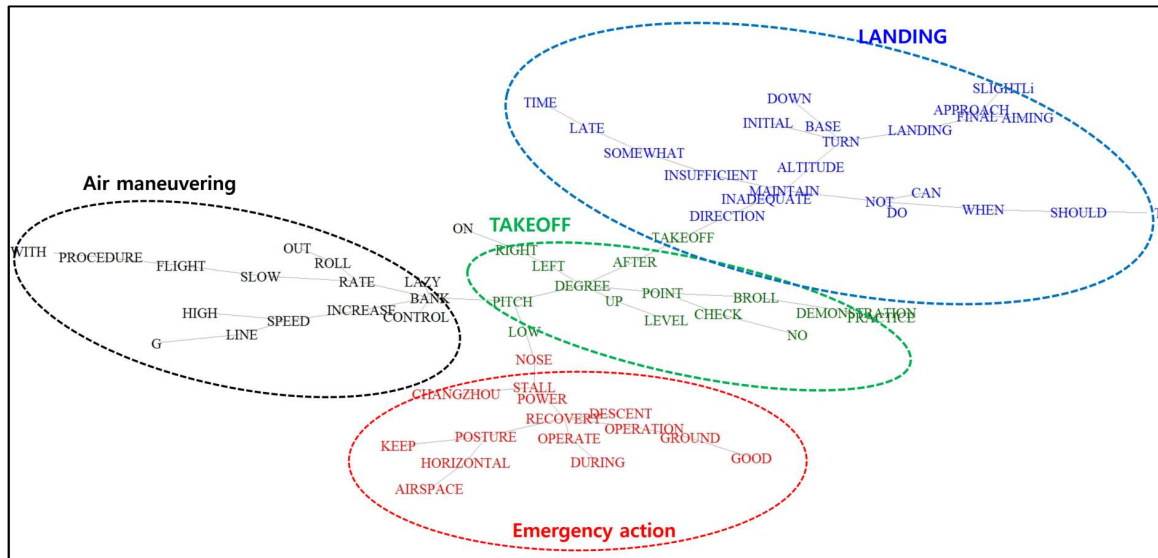 LANDING
SLIGHTLi
DOWN
TIME
APPROACH
FINAL AIMING
INITIAL
BASE
LATE
LANDING
TURN
SOMEWHAT
ALTITUDE
INSUFFICIENT
Air maneuvering
MAINTAIN
CAN
INADEQUATE
NOT
DO
WHEN
SHOULD
T
DIRECTION
TAKEOFF
ON
TAKEOFF
OUT
RIGHT
WITH
PROCEDURE
ROLL
AFTER
FLIGHT
LEFT
SLOW
RATE
LAZY
DEGREE
POINT
BANK
PITCH
UP
BROLL
HIGH
INCREASE
CONTROL
CHECK
DEMONSTRATION
PRACTICE
SPEED
LEVEL
LINE
LOW
NO
G
NOSE
STALL
CHANGZHOU
POWER
DESCENT
RECOVERY
OPERATION
POSTURE
OPERATE
GROUND
KEEP
GOOD
HORIZONTAL
DURING
AIRSPACE
Emergency action